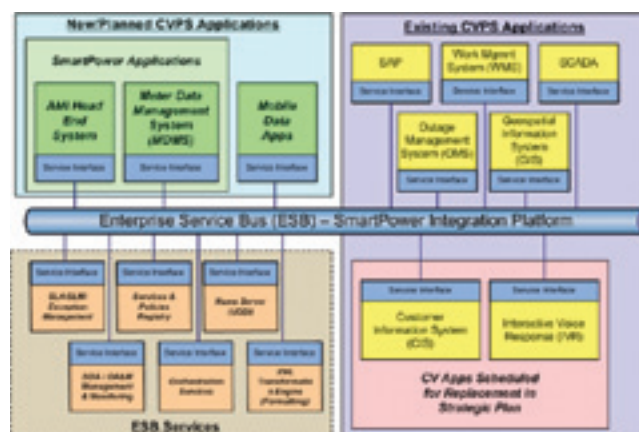 New/Planned CVPS Applications
SmartPower Applications
AMI Head
End
System
Service Interface
Meter Data
Management
System
(MDMS)
Service Interface
Mobile
Data
Apps
Service Interface
Existing CVPS Applications
SAP
Service Interface
Work Mgmnt
System (WMS)
Service Interface
SCADA
Service Interface
Outage
Management
System (OMS)
Service Interface
Geospatial
Information
System
(GIS)
Service Interface
Enterprise Service Bus (ESB) – SmartPower Integration Platform
Service Interface
Exception
Management
Service Interface
Services &
Policies
Registry
Service Interface
Name Server
Service Interface
Management
& Monitoring
Service Interface
Orchestration
Services
Service Interface
(Formatting)
ESB Services
Service Interface
Customer
Information System
(CIS)
Service Interface
Interactive Voice
Response (IVR)
CV Apps Scheduled
for Replacement in
Strategic Plan